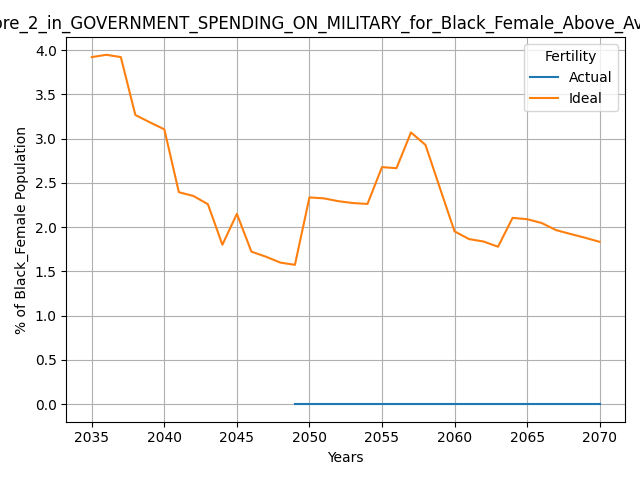 ore_2_in_GOVERNMENT_SPENDING_ON_MILITARY_for_Black_Female_Above_Av
Fertility
Actual
Ideal
4.0
3.5
3.0
2.5
2.0
1.5
1.0
0.5
0.0
% of Black_Female Population
2035 2040 2045 2050 2055 2060 2065 2070
Years